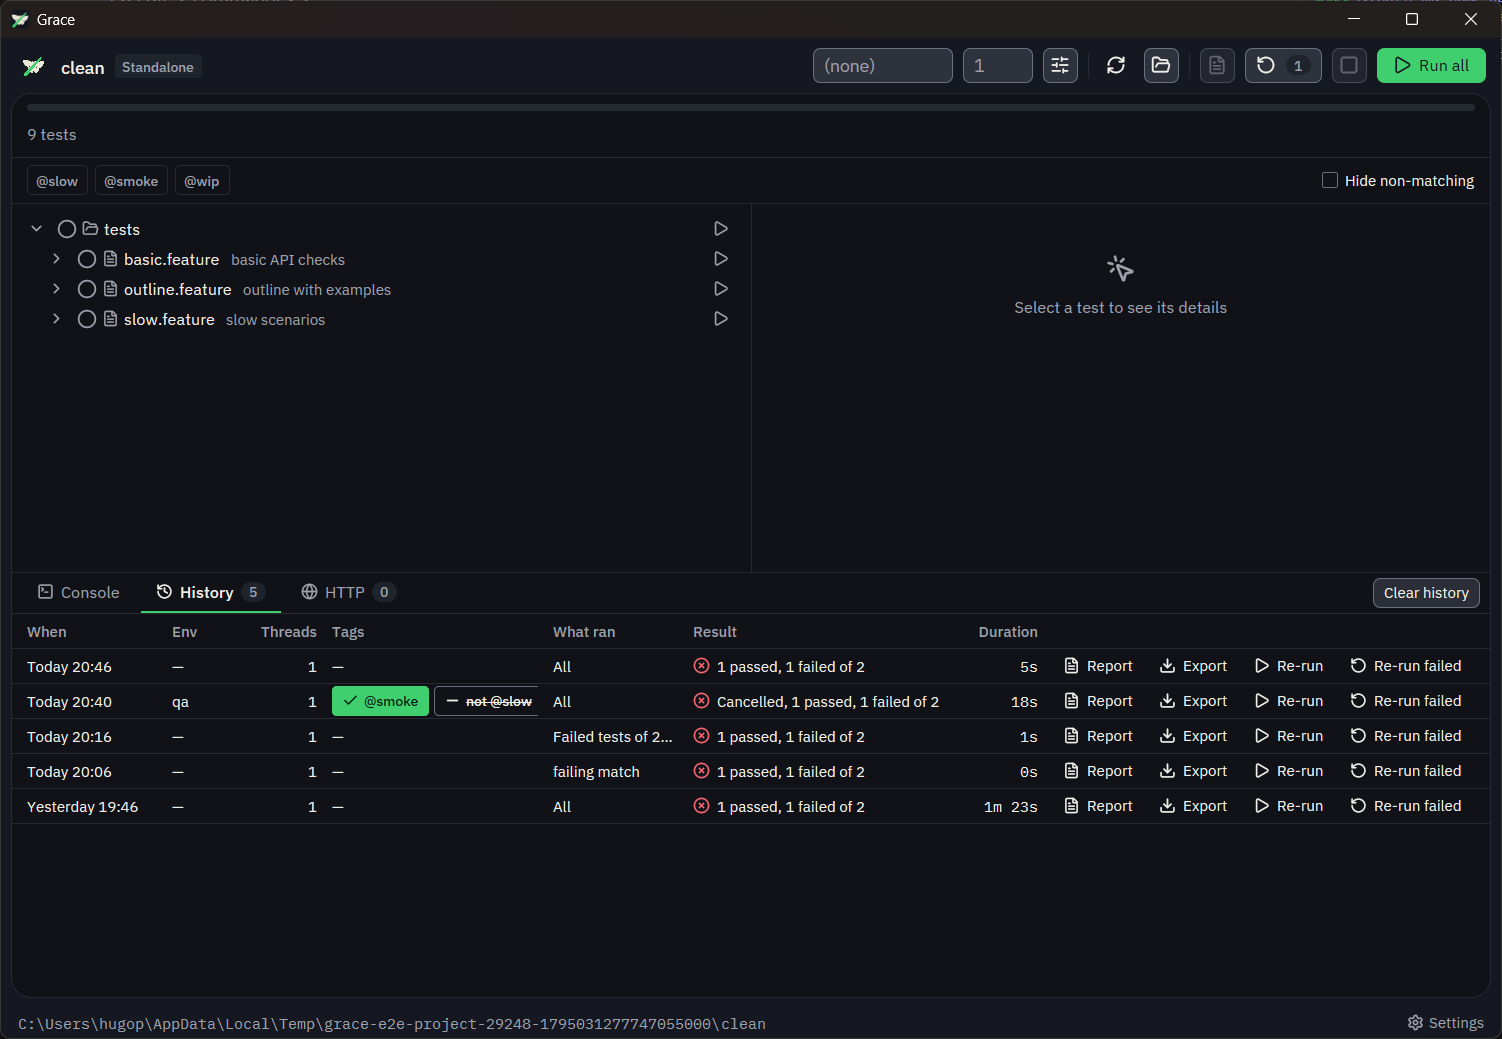 Grace
clean Standalone (none) 1 1 Run all
9 tests
@slow @smoke @wip Hide non-matching
tests
basic.feature basic API checks
outline.feature outline with examples
slow.feature slow scenarios
Select a test to see its details
Console History 5 HTTP 0 Clear history
When Env Threads Tags What ran Result Duration
Today 20:46 — 1 — All 1 passed, 1 failed of 2 5s Report Export Re-run Re-run failed
Today 20:40 qa 1 @smoke not @slow All Cancelled, 1 passed, 1 failed of 2 18s Report Export Re-run Re-run failed
Today 20:16 — 1 — Failed tests of 2... 1 passed, 1 failed of 2 1s Report Export Re-run Re-run failed
Today 20:06 — 1 — failing match 1 passed, 1 failed of 2 0s Report Export Re-run Re-run failed
Yesterday 19:46 — 1 — All 1 passed, 1 failed of 2 1m 23s Report Export Re-run Re-run failed
C:\Users\hugop\AppData\Local\Temp\grace-e2e-project-29248-1795031277747055000\clean Settings